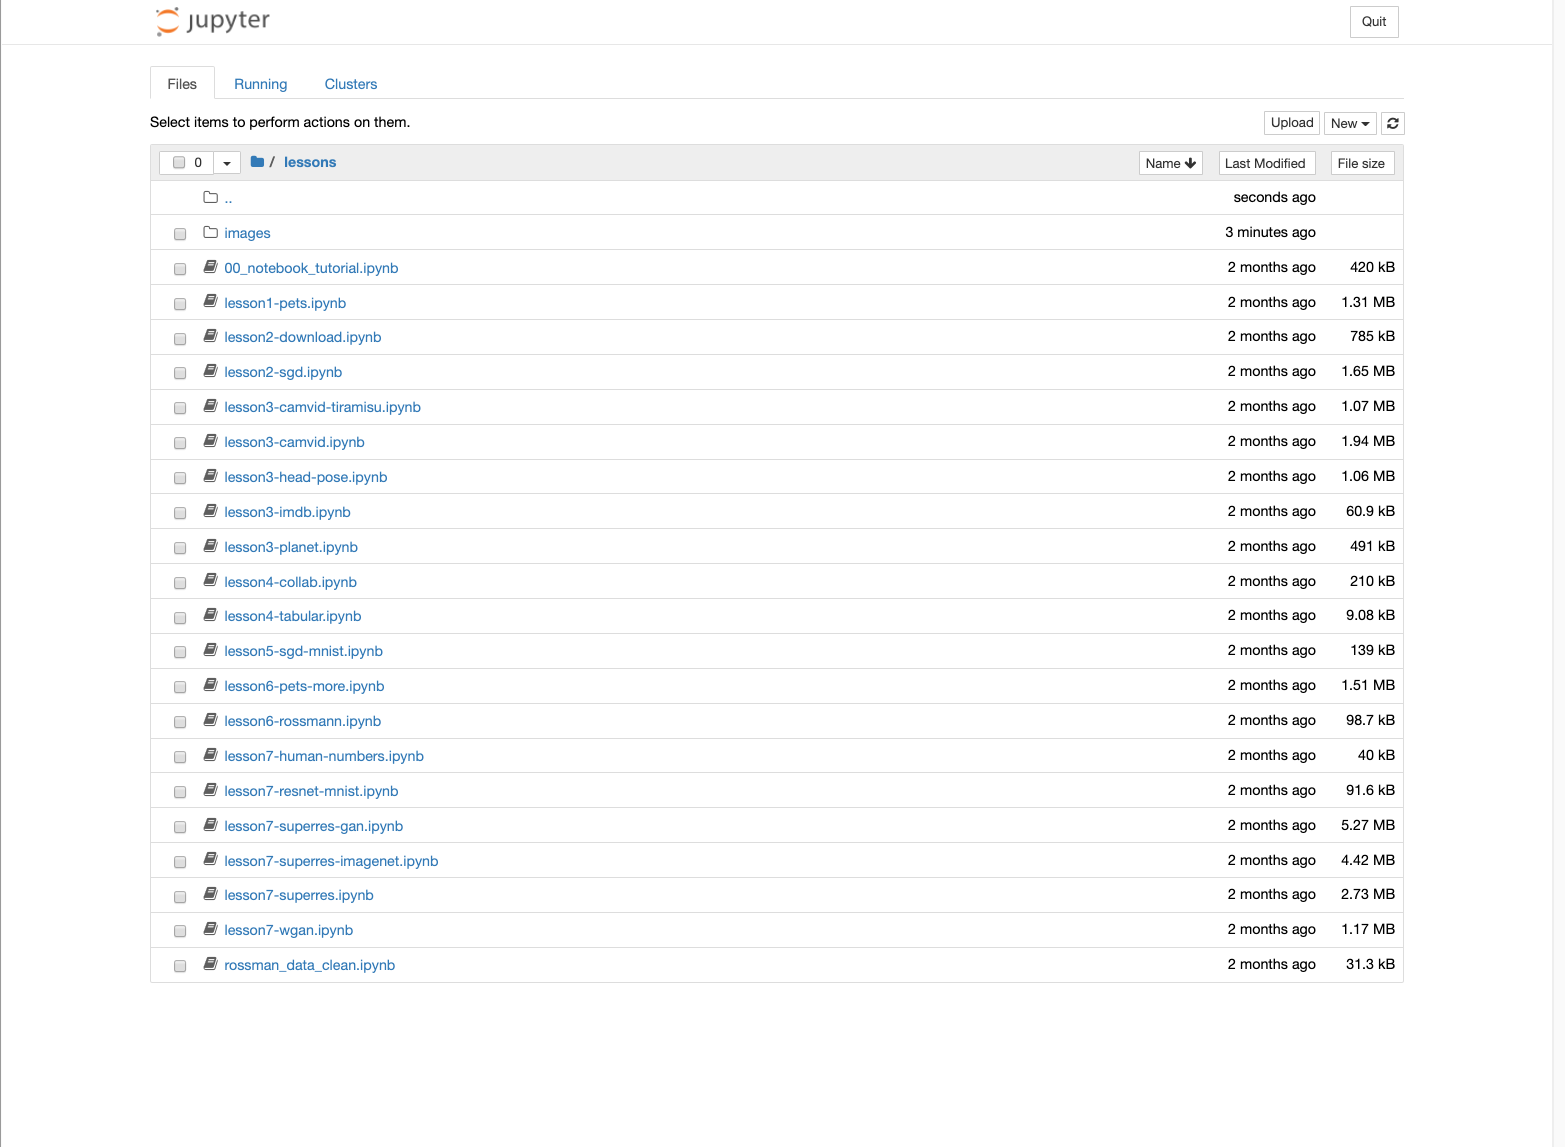 jupyter Quit
Files Running Clusters
Select items to perform actions on them. Upload New
0 / lessons Name Last Modified File size
.. seconds ago
images 3 minutes ago
00_notebook_tutorial.ipynb 2 months ago 420 kB
lesson1-pets.ipynb 2 months ago 1.31 MB
lesson2-download.ipynb 2 months ago 785 kB
lesson2-sgd.ipynb 2 months ago 1.65 MB
lesson3-camvid-tiramisu.ipynb 2 months ago 1.07 MB
lesson3-camvid.ipynb 2 months ago 1.94 MB
lesson3-head-pose.ipynb 2 months ago 1.06 MB
lesson3-imdb.ipynb 2 months ago 60.9 kB
lesson3-planet.ipynb 2 months ago 491 kB
lesson4-collab.ipynb 2 months ago 210 kB
lesson4-tabular.ipynb 2 months ago 9.08 kB
lesson5-sgd-mnist.ipynb 2 months ago 139 kB
lesson6-pets-more.ipynb 2 months ago 1.51 MB
lesson6-rossmann.ipynb 2 months ago 98.7 kB
lesson7-human-numbers.ipynb 2 months ago 40 kB
lesson7-resnet-mnist.ipynb 2 months ago 91.6 kB
lesson7-superres-gan.ipynb 2 months ago 5.27 MB
lesson7-superres-imagenet.ipynb 2 months ago 4.42 MB
lesson7-superres.ipynb 2 months ago 2.73 MB
lesson7-wgan.ipynb 2 months ago 1.17 MB
rossman_data_clean.ipynb 2 months ago 31.3 kB